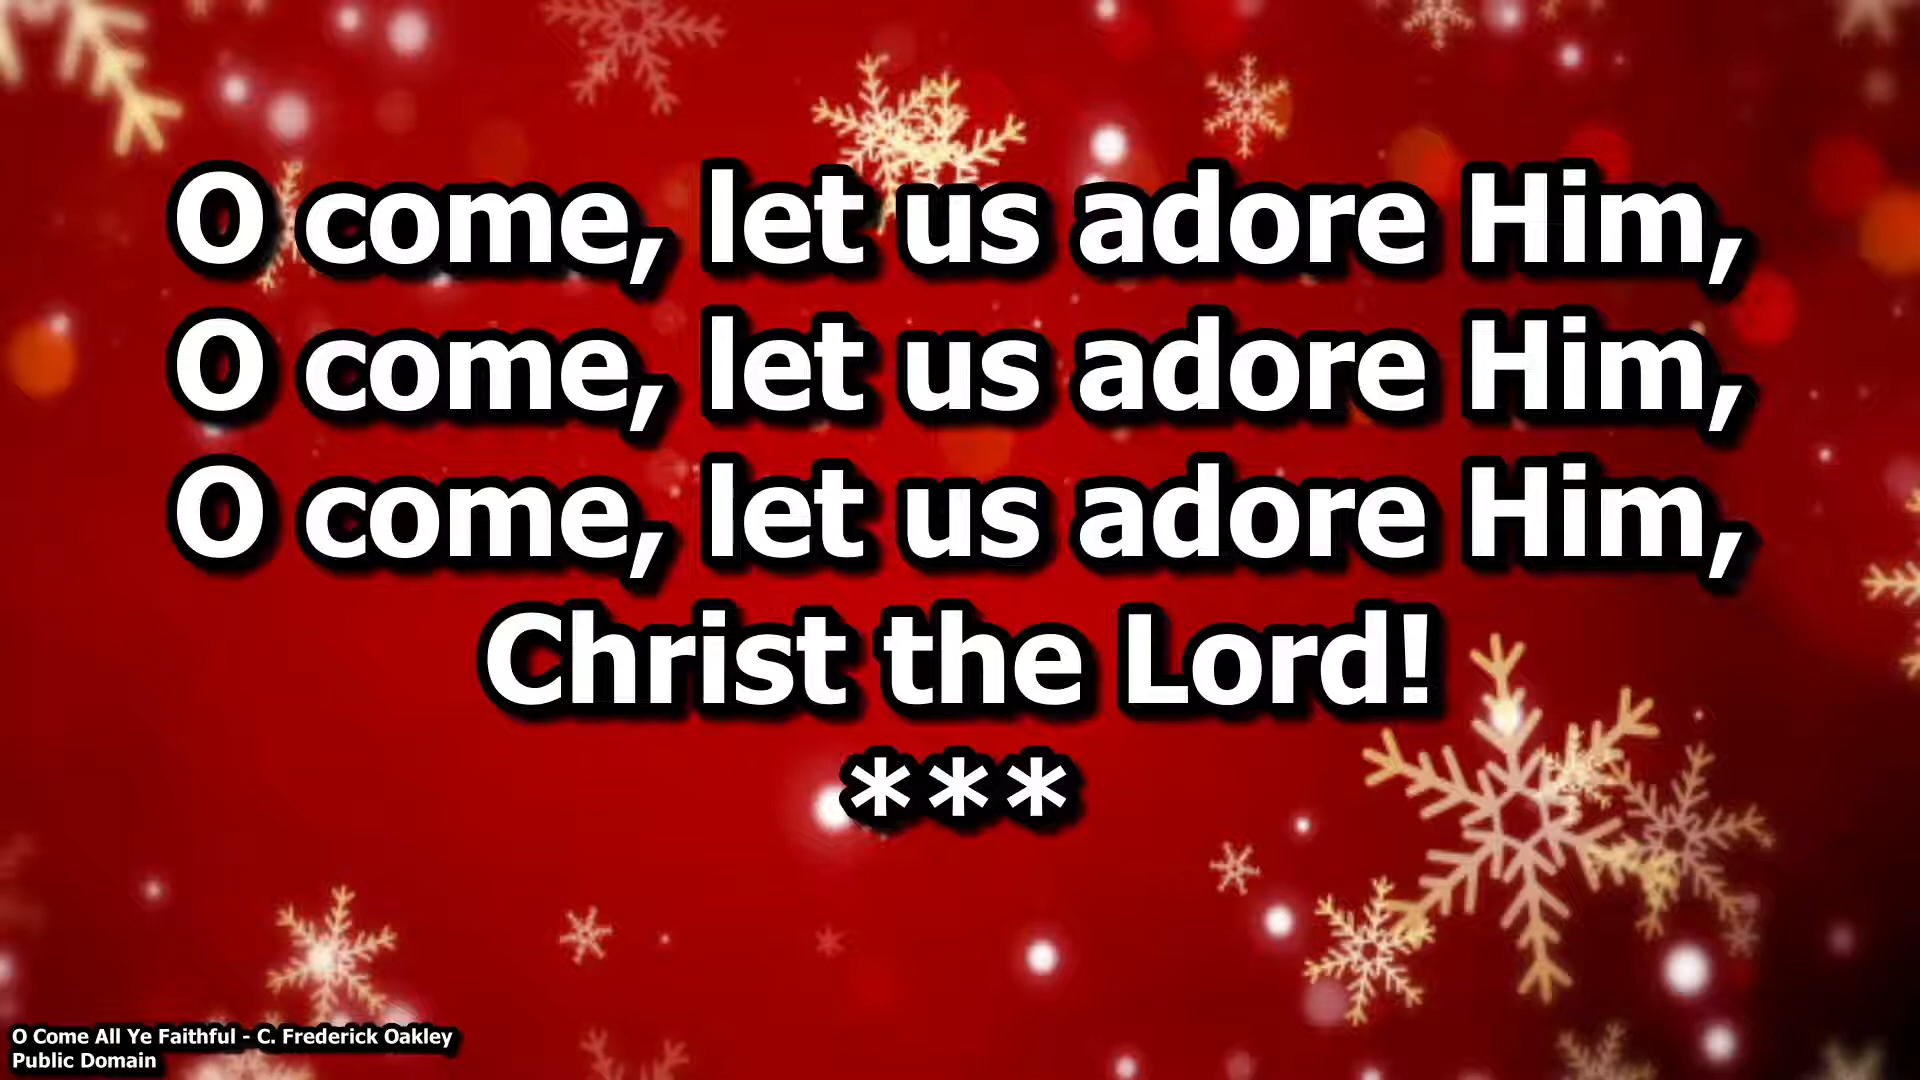 O come, let us adore Him,
O come, let us adore Him,
O come, let us adore Him,
Christ the Lord!
***
O Come All Ye Faithful - C. Frederick Oakley
Public Domain